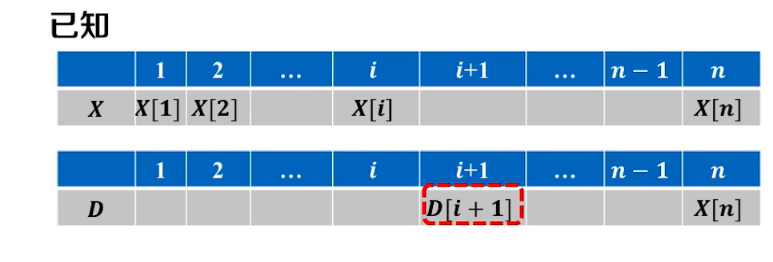 已知
1 2 … i i+1 … n − 1 n
X X[1] X[2] X[i] X[n]
1 2 … i i+1 … n − 1 n
D D[i + 1] X[n]